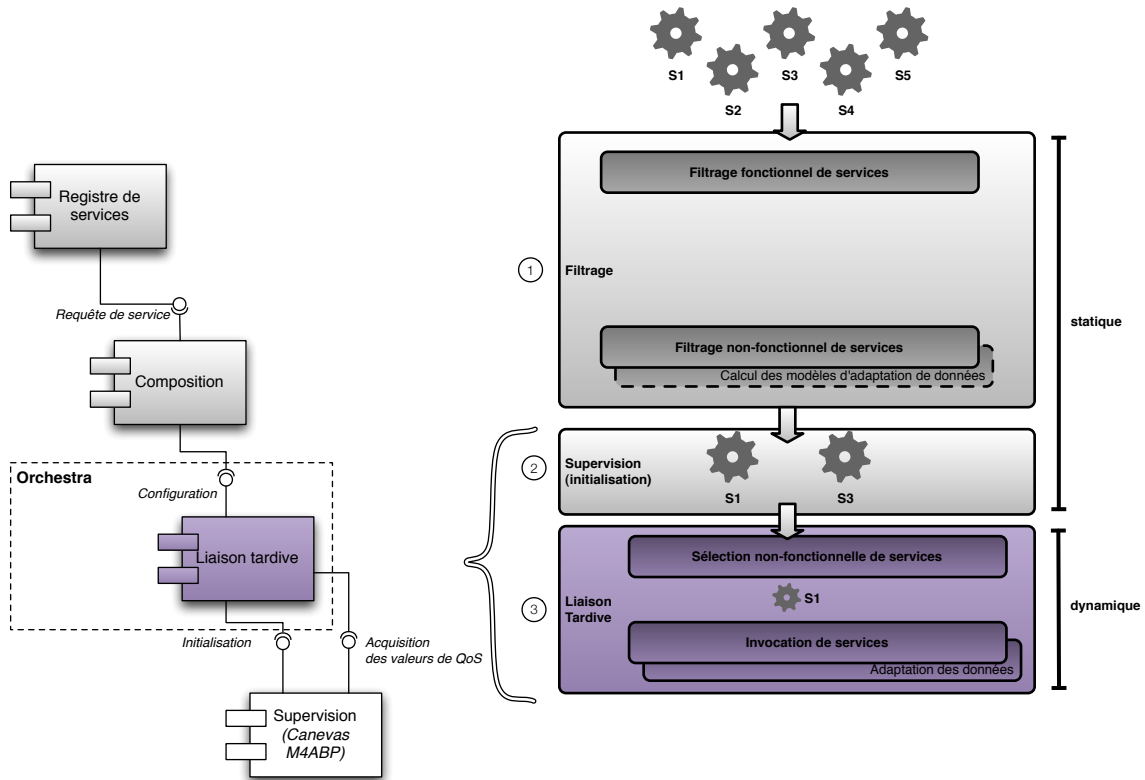 Registre de
services
Requête de service
Composition
Orchestra
Configuration
Liaison tardive
Initialisation
Acquisition
des valeurs de QoS
Supervision
(Canevas
M4ABP)
S1
S3
S5
S2
S4
Filtrage fonctionnel de services
1
Filtrage
Filtrage non-fonctionnel de services
Calcul des modèles d'adaptation de données
2
Supervision
(initialisation)
S1
S3
statique
Sélection non-fonctionnelle de services
S1
3
Liaison
Tardive
Invocation de services
Adaptation des données
dynamique